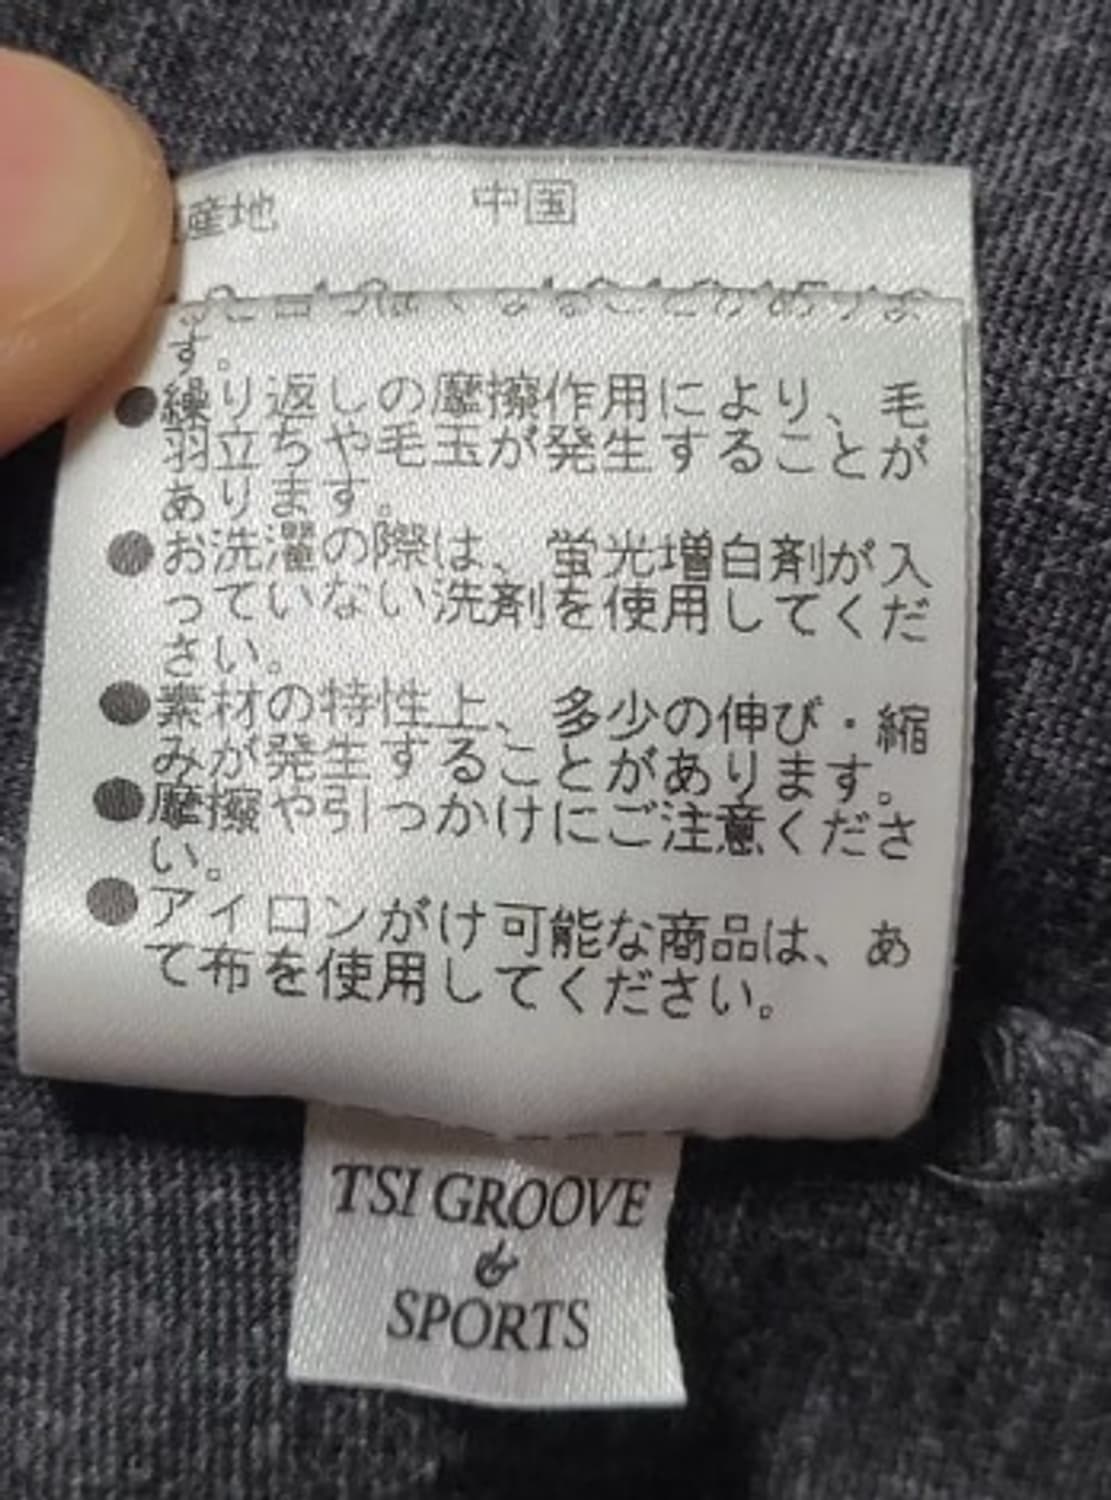 産地 中国
す。
●繰り返しの摩擦作用により、毛
羽立ちや毛玉が発生することが
あります。
●お洗濯の際は、蛍光増白剤が入
っていない洗剤を使用してくだ
さい。
●素材の特性上、多少の伸び・縮
みが発生することがあります。
●摩擦や引っかけにご注意くださ
い。
●アイロンがけ可能な商品は、あ
て布を使用してください。
TSI GROOVE
&
SPORTS